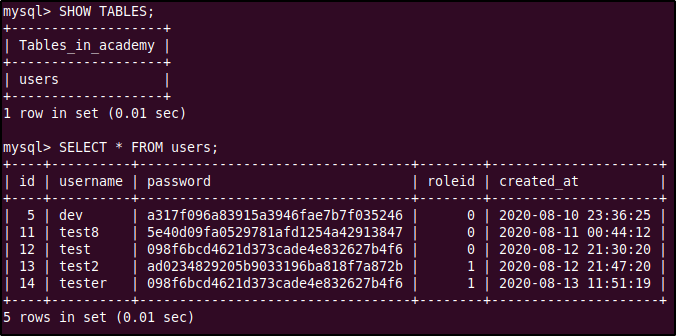 mysql> SHOW TABLES;
+-------------------+
| Tables_in_academy |
+-------------------+
| users             |
+-------------------+
1 row in set (0.01 sec)

mysql> SELECT * FROM users;
+----+----------+----------------------------------+--------+---------------------+
| id | username | password                         | roleid | created_at          |
+----+----------+----------------------------------+--------+---------------------+
|  5 | dev      | a317f096a83915a3946fae7b7f035246 |      0 | 2020-08-10 23:36:25 |
| 11 | test8    | 5e40d09fa0529781afd1254a42913847 |      0 | 2020-08-11 00:44:12 |
| 12 | test     | 098f6bcd4621d373cade4e832627b4f6 |      0 | 2020-08-12 21:30:20 |
| 13 | test2    | ad0234829205b9033196ba818f7a872b |      1 | 2020-08-12 21:47:20 |
| 14 | tester   | 098f6bcd4621d373cade4e832627b4f6 |      1 | 2020-08-13 11:51:19 |
+----+----------+----------------------------------+--------+---------------------+
5 rows in set (0.01 sec)